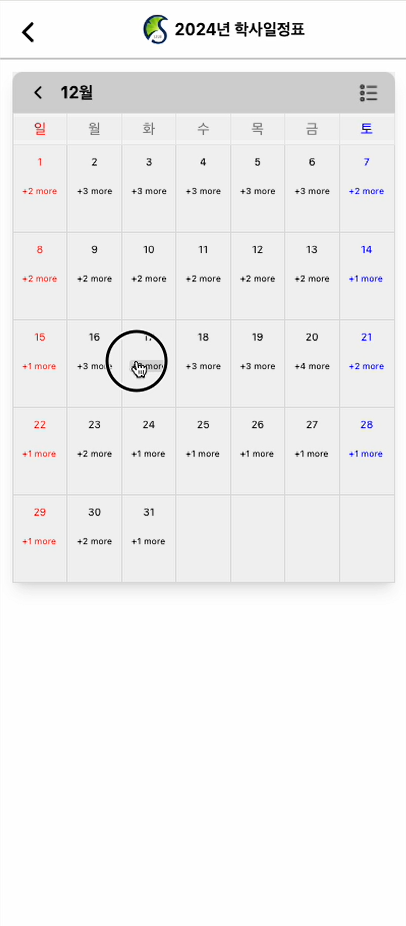 2024년 학사일정표
12월
일 월 화 수 목 금 토
1 2 3 4 5 6 7
+2 more +3 more +3 more +3 more +3 more +3 more +2 more
8 9 10 11 12 13 14
+2 more +2 more +2 more +2 more +2 more +2 more +1 more
15 16 17 18 19 20 21
+1 more +3 more more +3 more +3 more +4 more +2 more
22 23 24 25 26 27 28
+1 more +2 more +1 more +1 more +1 more +1 more +1 more
29 30 31
+1 more +2 more +1 more